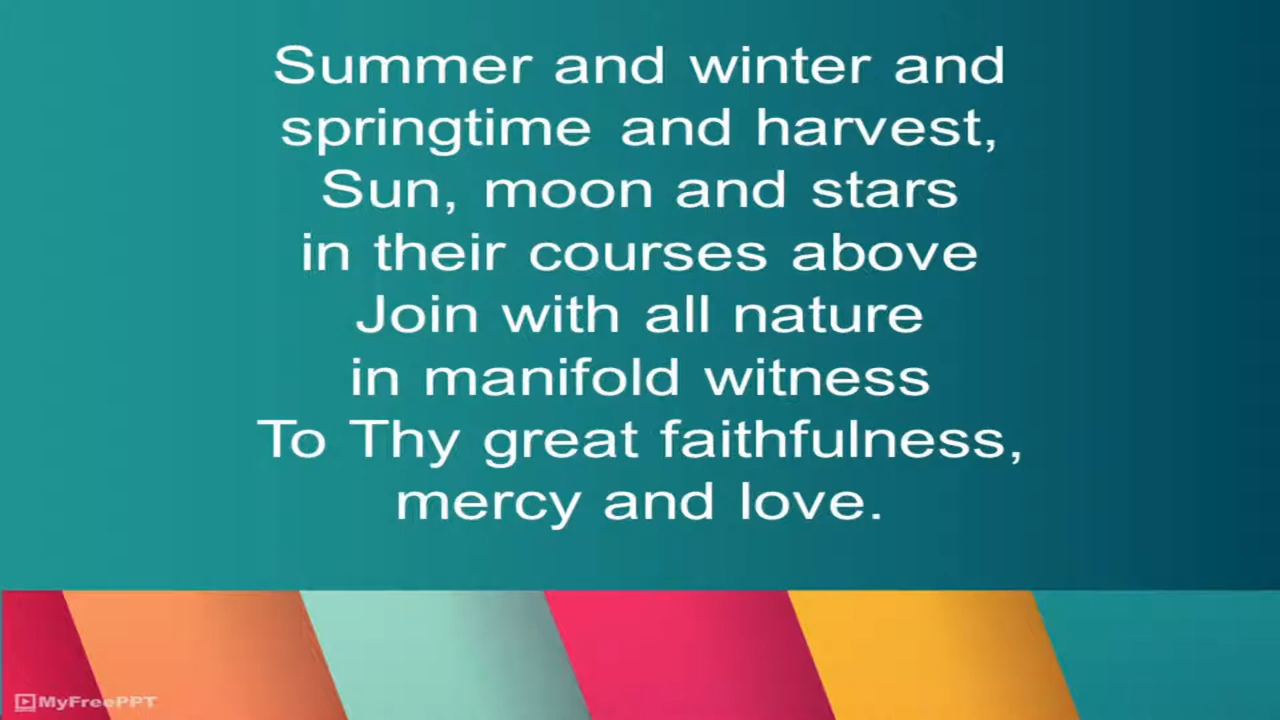 Summer and winter and
springtime and harvest,
Sun, moon and stars
in their courses above
Join with all nature
in manifold witness
To Thy great faithfulness,
mercy and love.
MyFreePPT